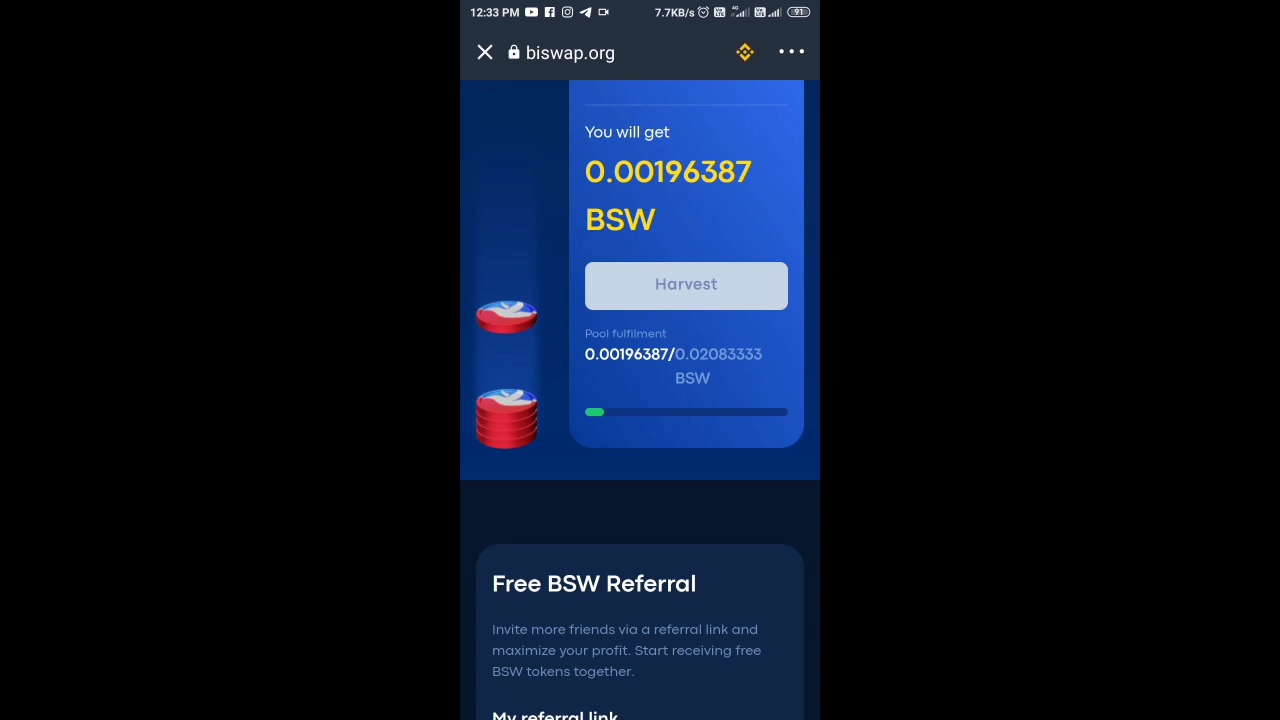 12:33 PM 7.7KB/s 4G 91
biswap.org
You will get
0.00196387
BSW
Harvest
Pool fulfilment
0.00196387/0.02083333
BSW
Free BSW Referral
Invite more friends via a referral link and
maximize your profit. Start receiving free
BSW tokens together.
My referral link